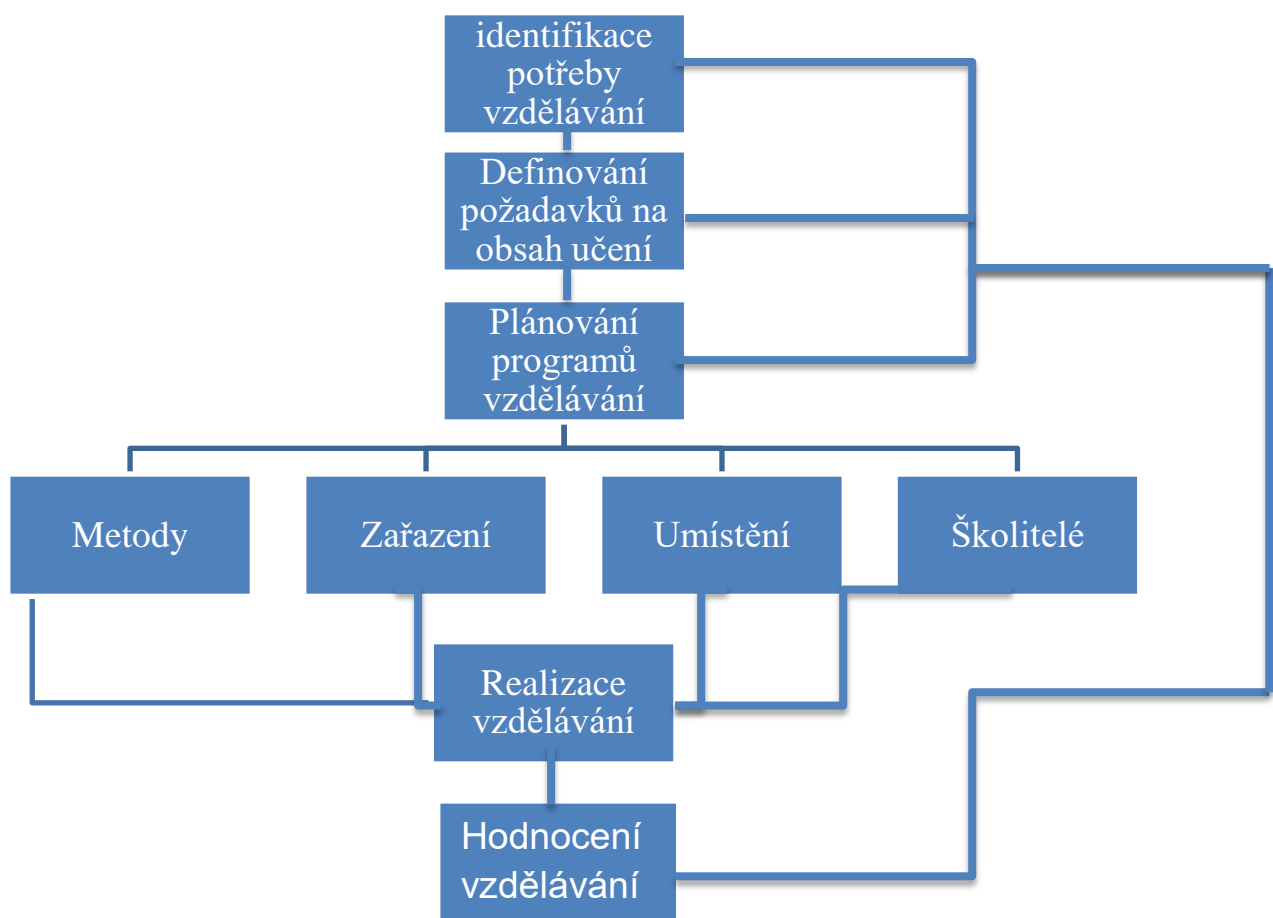 identifikace
potřeby
vzdělávání
Definování
požadavků na
obsah učení
Plánování
programů
vzdělávání
Metody
Zařazení
Umístění
Školitelé
Realizace
vzdělávání
Hodnocení
vzdělávání